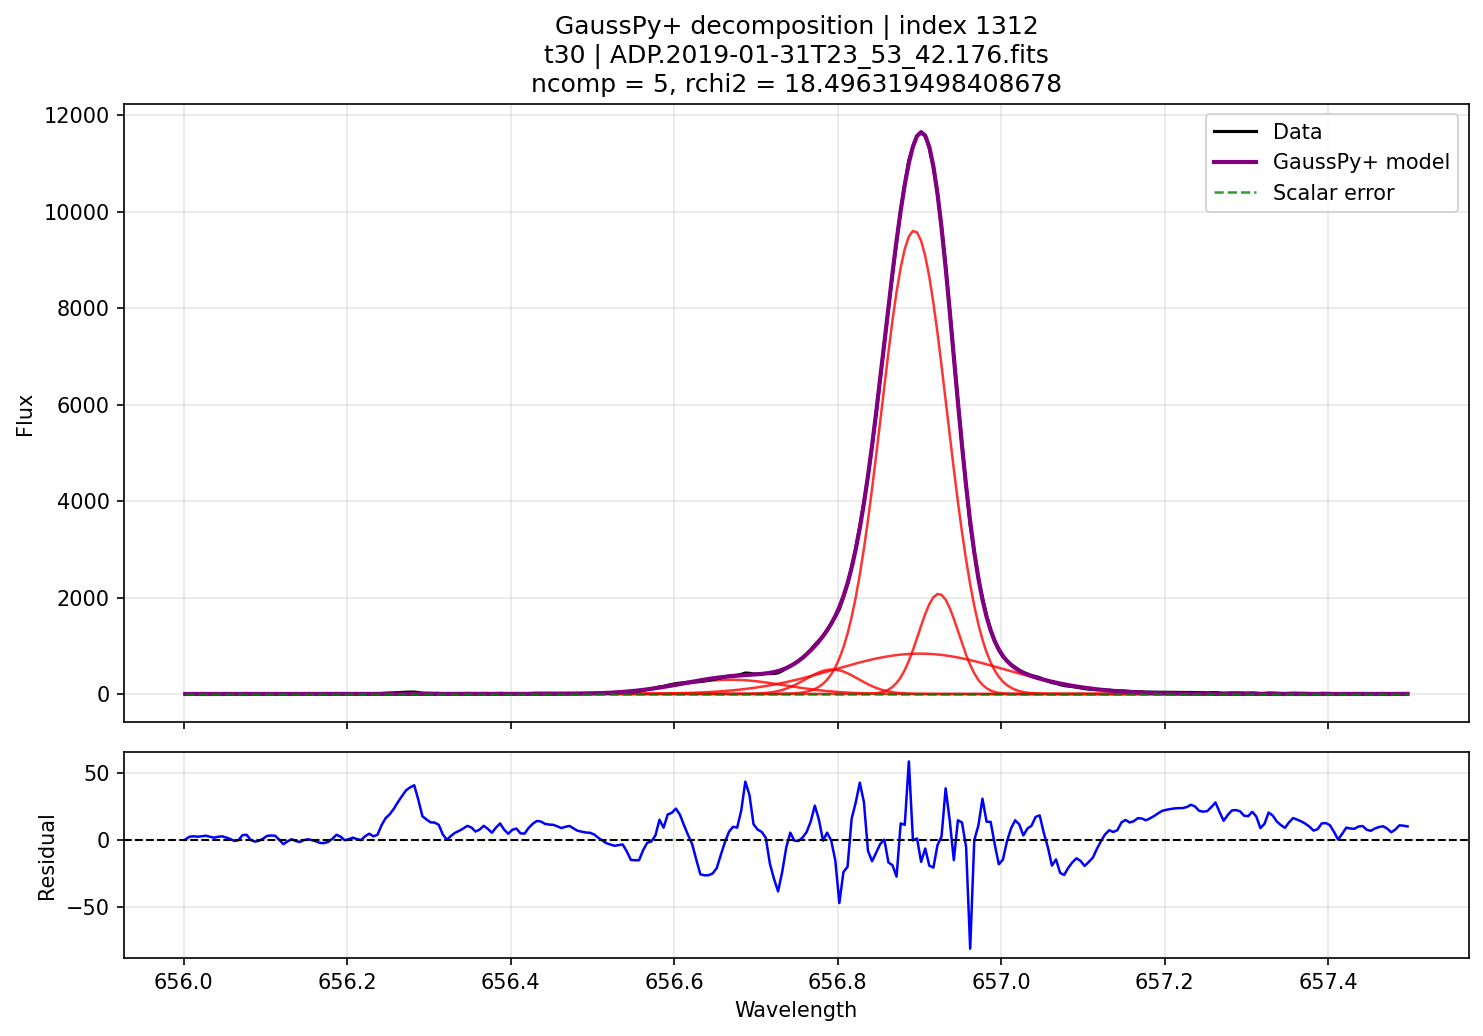 GaussPy+ decomposition | index 1312
t30 | ADP.2019-01-31T23_53_42.176.fits
ncomp = 5, rchi2 = 18.496319498408678
Data
GaussPy+ model
Scalar error
12000
10000
8000
6000
4000
2000
0
Flux
50
0
−50
Residual
656.0
656.2
656.4
656.6
656.8
657.0
657.2
657.4
Wavelength